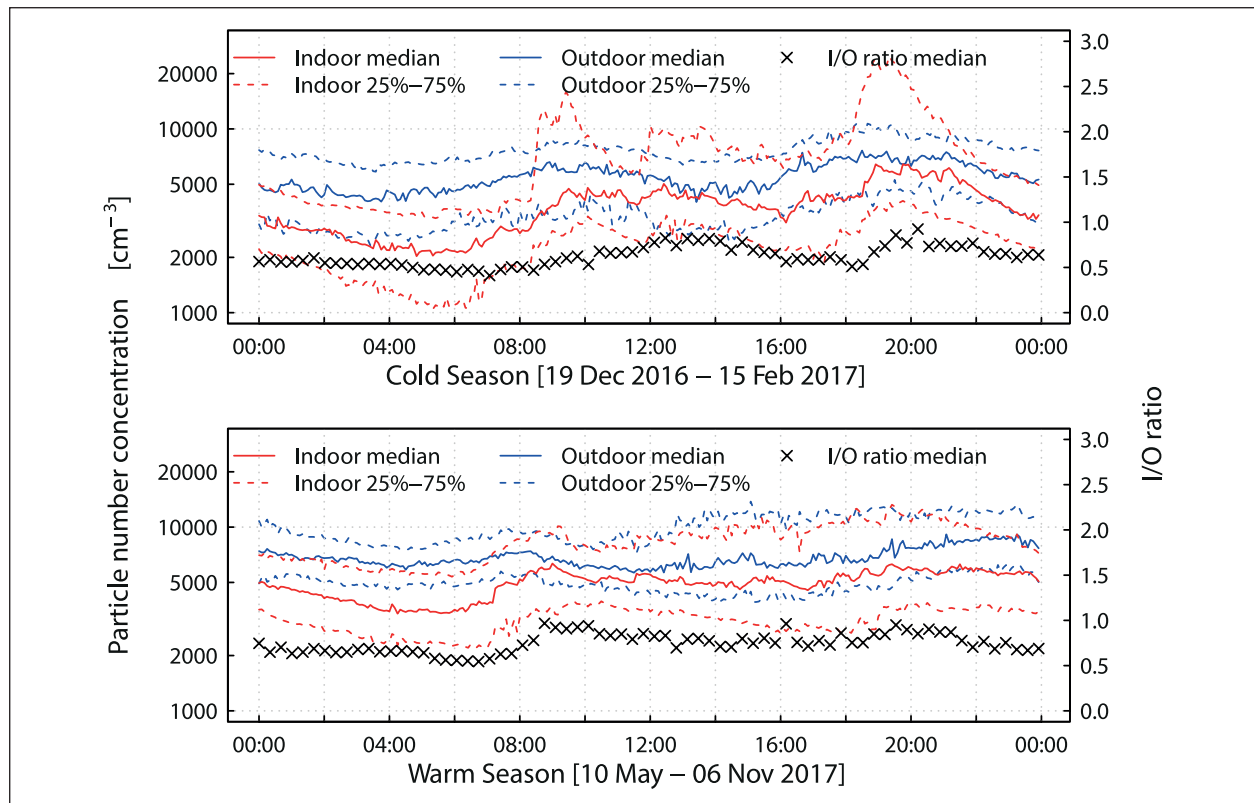 Particle number concentration [cm⁻³]
Indoor median
Outdoor median
I/O ratio median
Indoor 25%−75%
Outdoor 25%−75%
20000
10000
5000
2000
1000
3.0
2.5
2.0
1.5
1.0
0.5
0.0
00:00 04:00 08:00 12:00 16:00 20:00 00:00
Cold Season [19 Dec 2016 − 15 Feb 2017]
I/O ratio
Indoor median
Outdoor median
I/O ratio median
Indoor 25%−75%
Outdoor 25%−75%
20000
10000
5000
2000
1000
3.0
2.5
2.0
1.5
1.0
0.5
0.0
00:00 04:00 08:00 12:00 16:00 20:00 00:00
Warm Season [10 May − 06 Nov 2017]